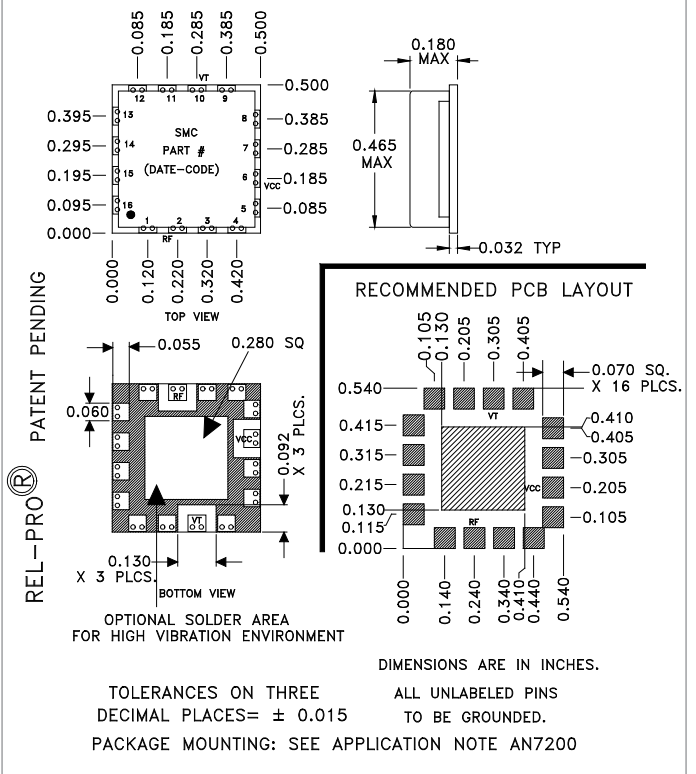 0.085
0.185
0.285
0.385
0.500
VT
12
11
10
9
0.500
0.395
13
8
0.385
SMC
PART #
(DATE-CODE)
0.295
14
7
0.285
0.195
15
6
VCC
0.185
0.095
16
5
0.085
0.000
1
2
3
4
RF
0.000
0.120
0.220
0.320
0.420
TOP VIEW
0.180
MAX
0.465
MAX
0.032 TYP
REL-PRO® PATENT PENDING
0.055
0.280 SQ
0.060
RF
VCC
VT
0.092
X 3 PLCS.
0.130
X 3 PLCS.
BOTTOM VIEW
OPTIONAL SOLDER AREA
FOR HIGH VIBRATION ENVIRONMENT
RECOMMENDED PCB LAYOUT
0.105
0.130
0.205
0.305
0.405
0.070 SQ.
X 16 PLCS.
0.540
0.415
0.315
0.215
0.130
0.115
0.000
VT
VCC
RF
0.410
0.405
0.305
0.205
0.105
0.000
0.140
0.240
0.340
0.410
0.440
0.540
DIMENSIONS ARE IN INCHES.
TOLERANCES ON THREE
DECIMAL PLACES= ± 0.015
ALL UNLABELED PINS
TO BE GROUNDED.
PACKAGE MOUNTING: SEE APPLICATION NOTE AN7200